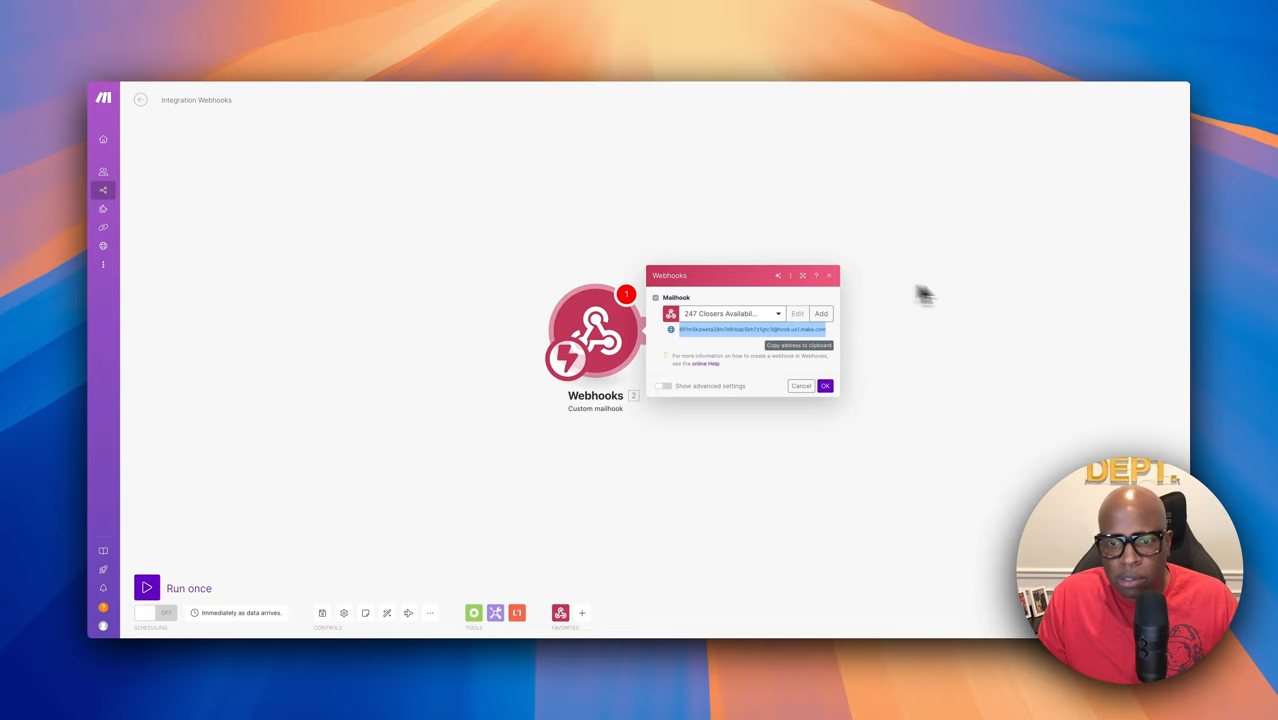 Integration Webhooks
1
Webhooks
Mailhook
247 Closers Availabil...
Edit
Add
Copy address to clipboard
For more information on how to create a webhook in Webhooks,
see the online Help
Show advanced settings
Cancel
OK
Webhooks 2
Custom mailhook
DEPT.
Run once
OFF
Immediately as data arrives.
SCHEDULING
CONTROLS
TOOLS
FAVORITES